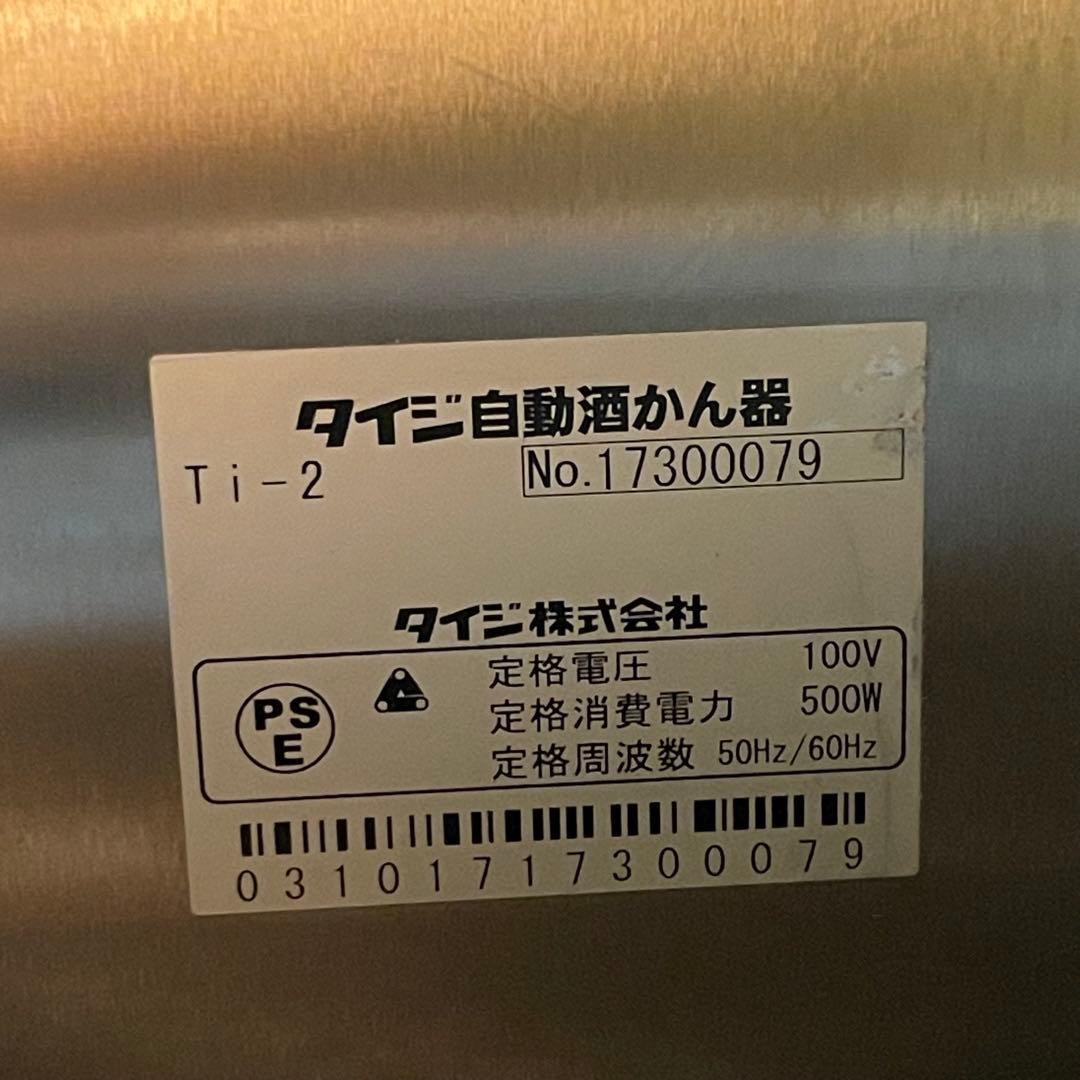 タイジ自動酒かん器
Ti-2
No.17300079
タイジ株式会社
PS
E
定格電圧 100V
定格消費電力 500W
定格周波数 50Hz/60Hz
0310171730​0079